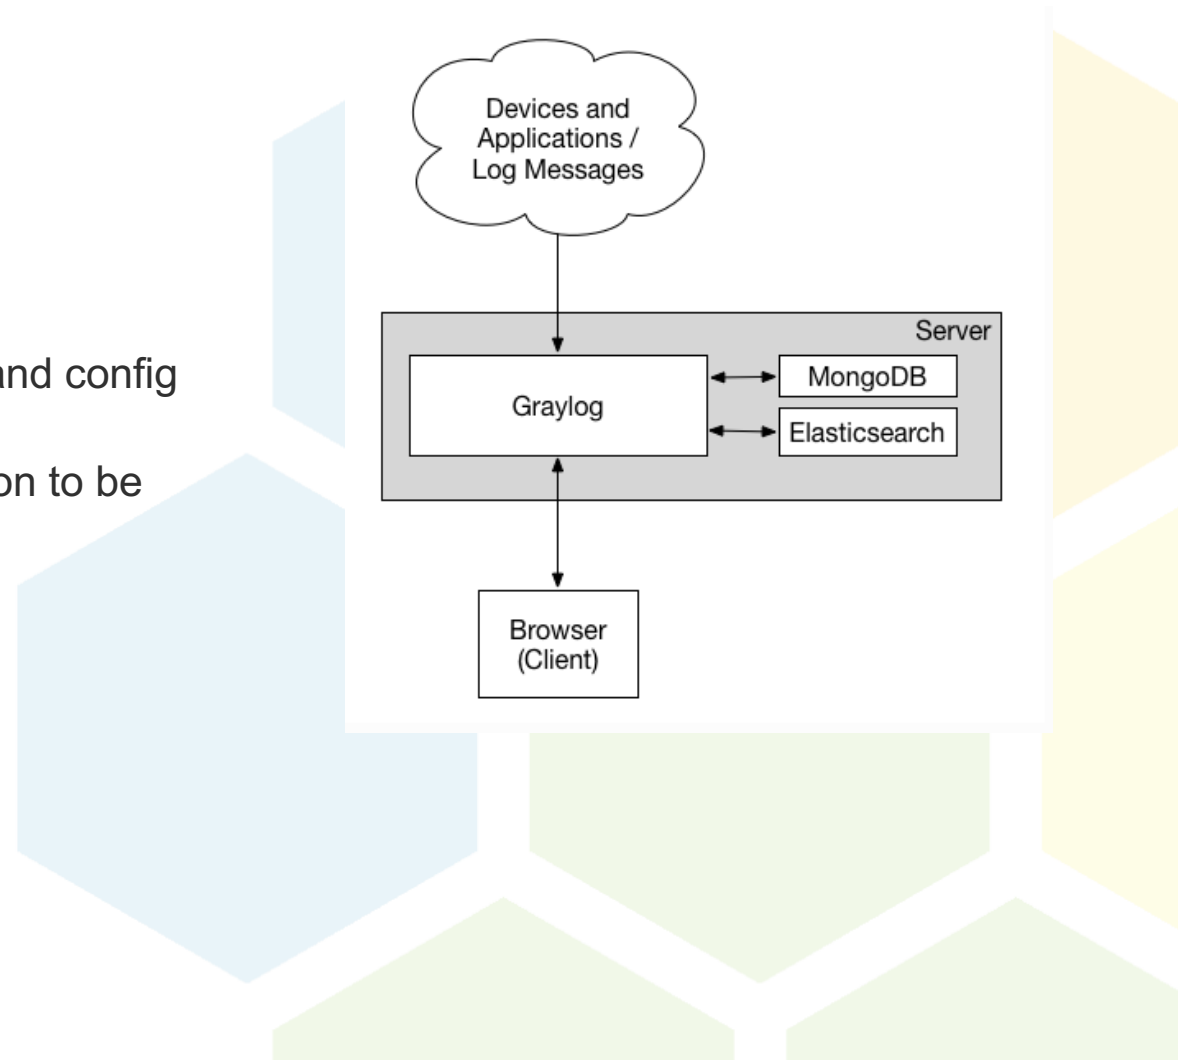 Devices and
Applications /
Log Messages
Server
and config
MongoDB
Graylog
Elasticsearch
on to be
Browser
(Client)